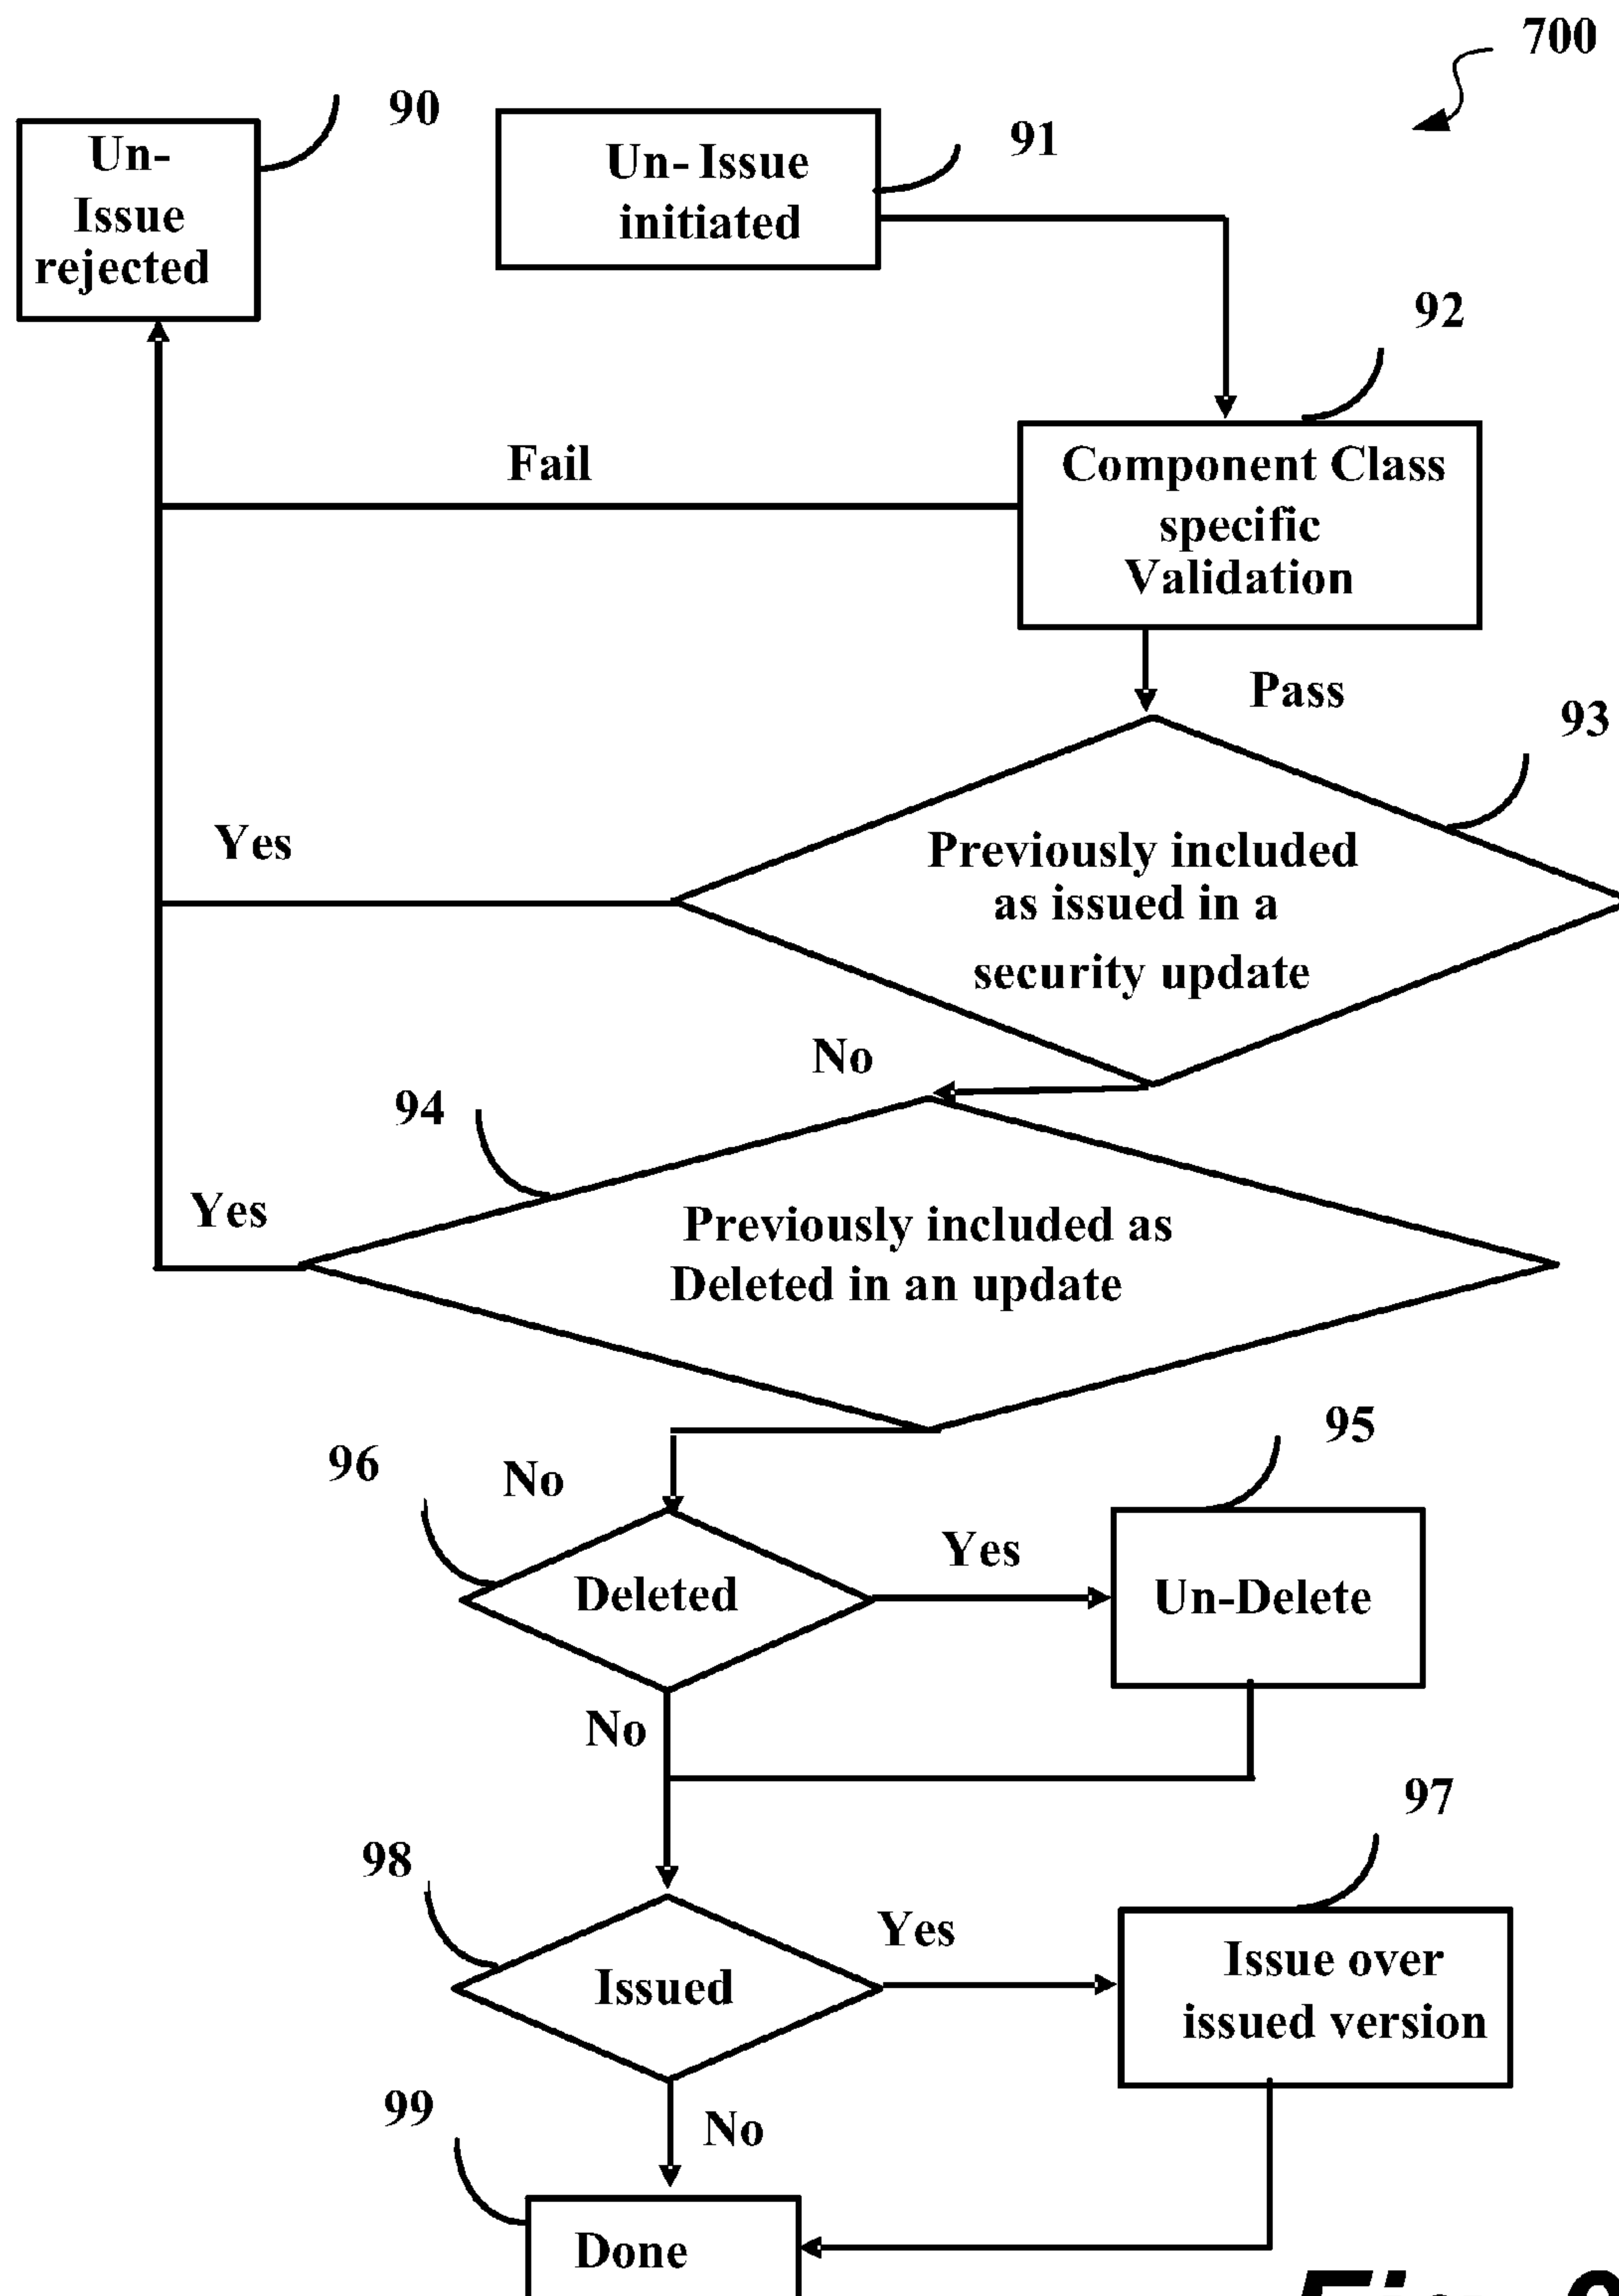 700
90
Un-
Issue
rejected
91
Un- Issue
initiated
92
Fail
Component Class
specific
Validation
Pass
93
Yes
Previously included
as issued in a
security update
No
94
Yes
Previously included as
Deleted in an update
95
96
No
Deleted
Yes
Un-Delete
No
97
98
Yes
Issued
Issue over
issued version
99
No
Done